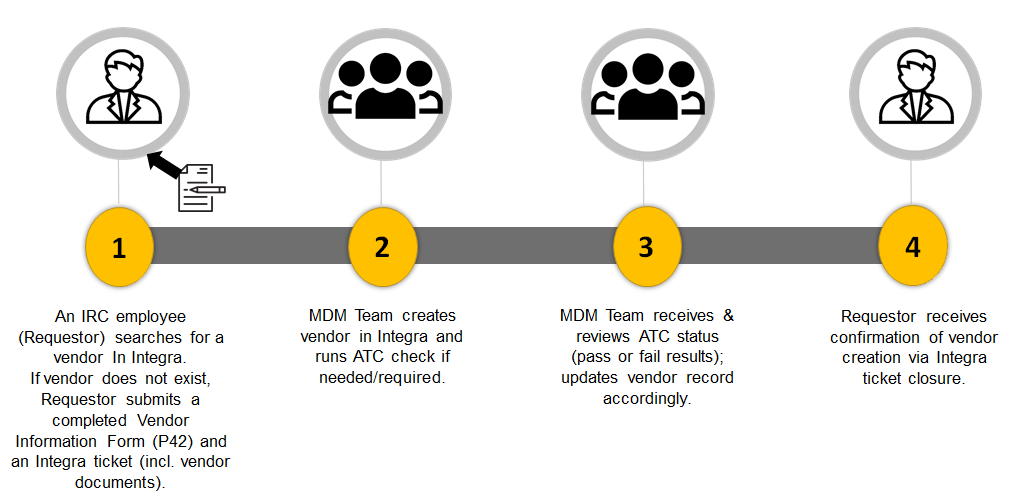 1
An IRC employee
(Requestor) searches for a
vendor In Integra.
If vendor does not exist,
Requestor submits a
completed Vendor
Information Form (P42) and
an Integra ticket (incl. vendor
documents).
2
MDM Team creates
vendor in Integra and
runs ATC check if
needed/required.
3
MDM Team receives &
reviews ATC status
(pass or fail results);
updates vendor record
accordingly.
4
Requestor receives
confirmation of vendor
creation via Integra
ticket closure.